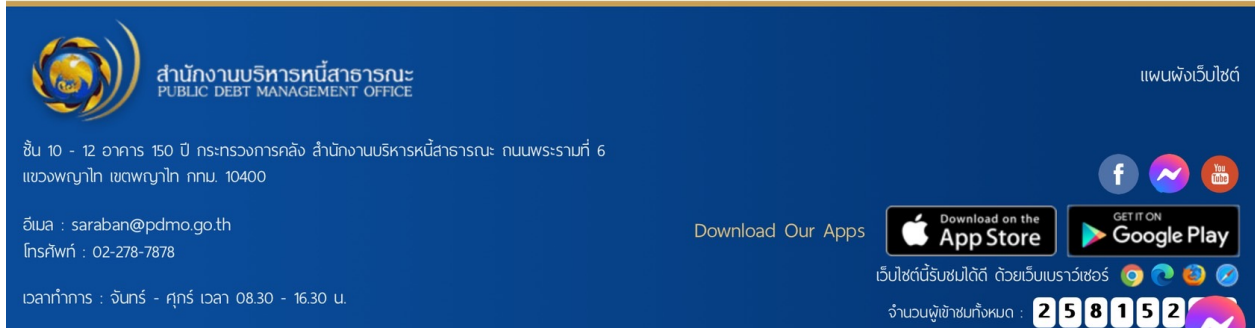 สำนักงานบริหารหนี้สาธารณะ
PUBLIC DEBT MANAGEMENT OFFICE
แผนผังเว็บไซต์
ชั้น 10 - 12 อาคาร 150 ปี กระทรวงการคลัง สำนักงานบริหารหนี้สาธารณะ ถนนพระรามที่ 6
แขวงพญาไท เขตพญาไท กทม. 10400
f
You
Tube
อีเมล : saraban@pdmo.go.th
โทรศัพท์ : 02-278-7878
Download Our Apps
Download on the
App Store
GET IT ON
Google Play
เว็บไซต์นี้รับชมได้ดี ด้วยเว็บเบราว์เซอร์
เวลาทำการ : จันทร์ - ศุกร์ เวลา 08.30 - 16.30 น.
จำนวนผู้เข้าชมทั้งหมด : 2 5 8 1 5 2